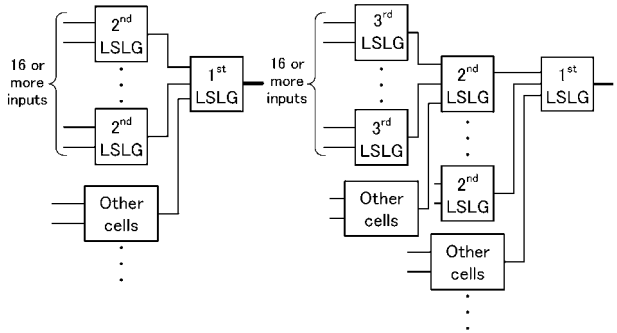 16 or
more
inputs
2nd
LSLG
2nd
LSLG
1st
LSLG
Other
cells
16 or
more
inputs
3rd
LSLG
3rd
LSLG
2nd
LSLG
2nd
LSLG
1st
LSLG
Other
cells
Other
cells